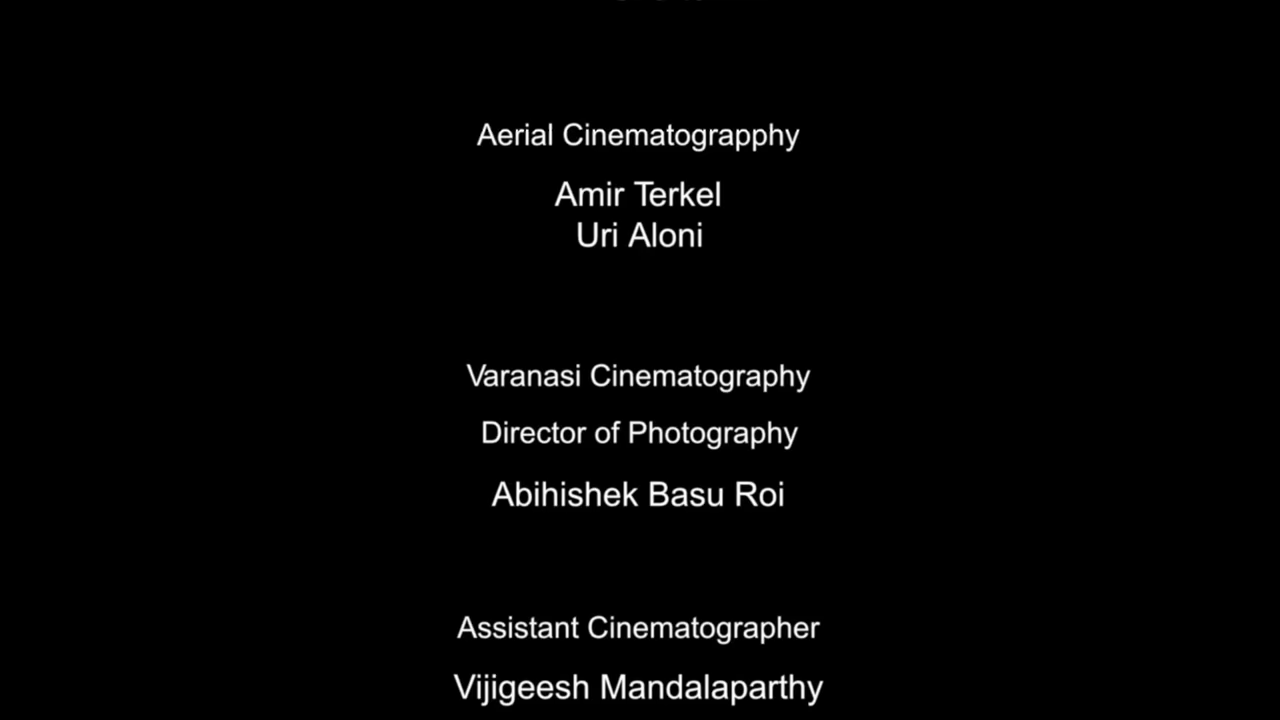 Aerial Cinematograpphy
Amir Terkel
Uri Aloni
Varanasi Cinematography
Director of Photography
Abihishek Basu Roi
Assistant Cinematographer
Vijigeesh Mandalaparthy